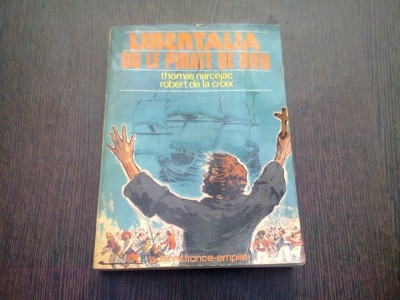 LIBERTALIA
OU LE PIRATE DE DIEU
thomas narcejac
robert de la croix
éditions france-empire